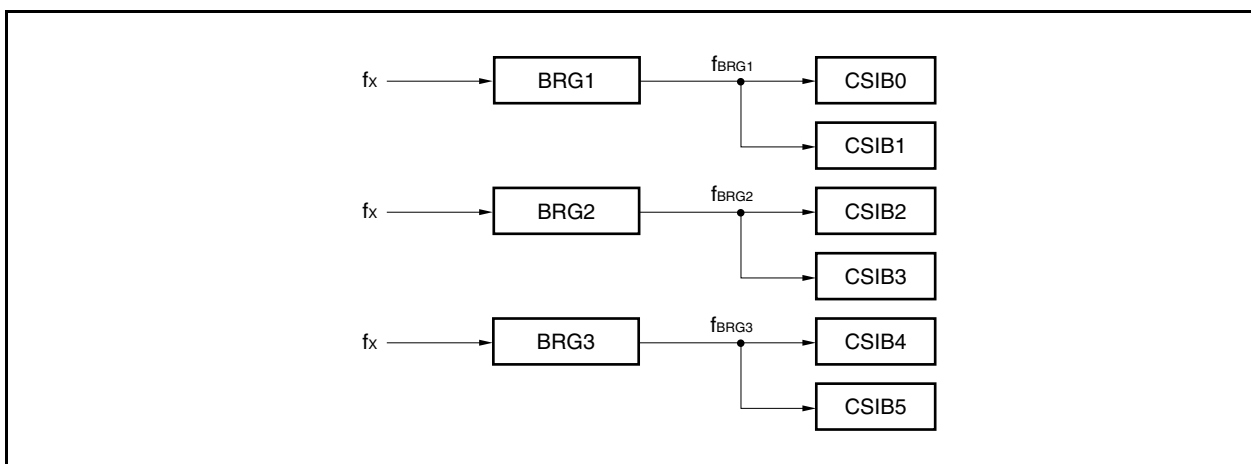 fX BRG1 fBRG1 CSIB0
CSIB1
fX BRG2 fBRG2 CSIB2
CSIB3
fX BRG3 fBRG3 CSIB4
CSIB5